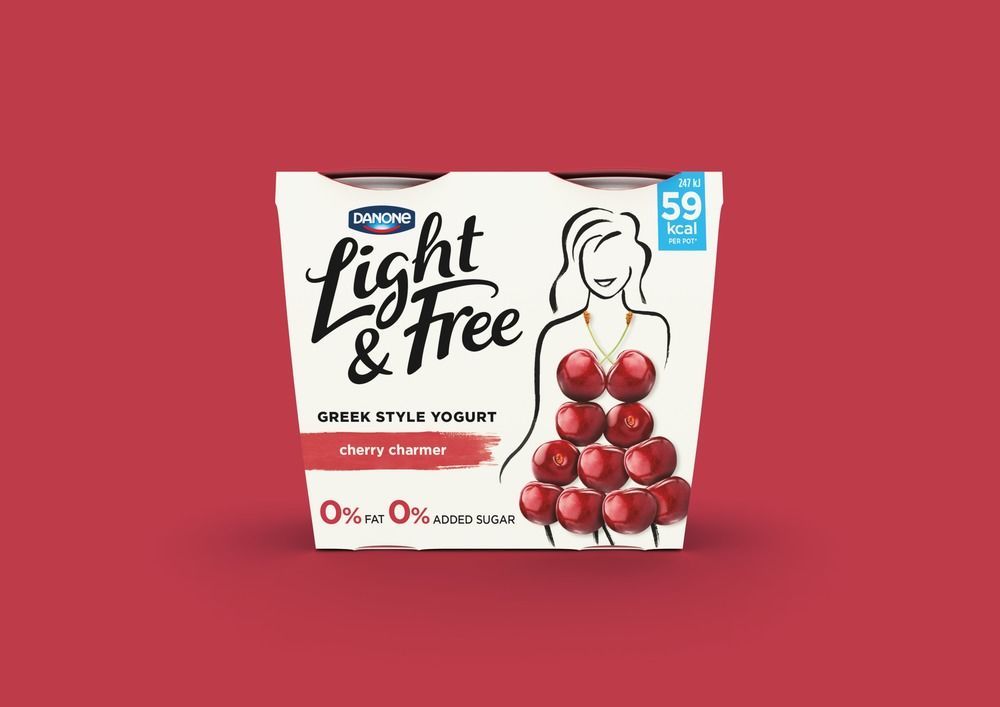 DANONE
Light
& Free
GREEK STYLE YOGURT
cherry charmer
0% FAT 0% ADDED SUGAR
247 kJ
59
kcal
PER POT*